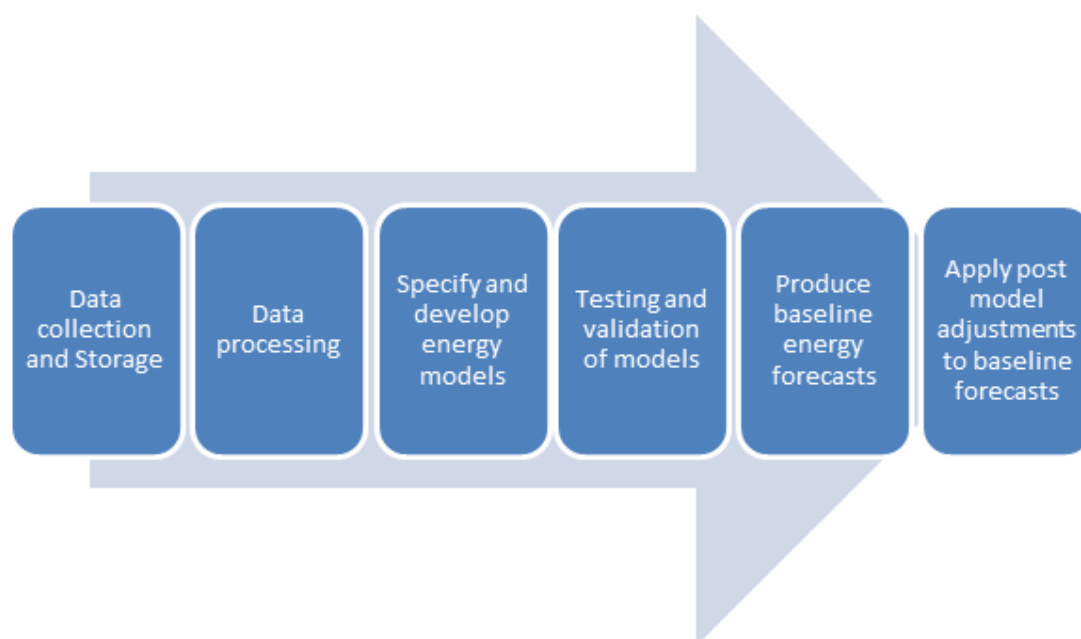 Data
collection
and Storage
Data
processing
Specify and
develop
energy
models
Testing and
validation
of models
Produce
baseline
energy
forecasts
Apply post
model
adjustments
to baseline
forecasts